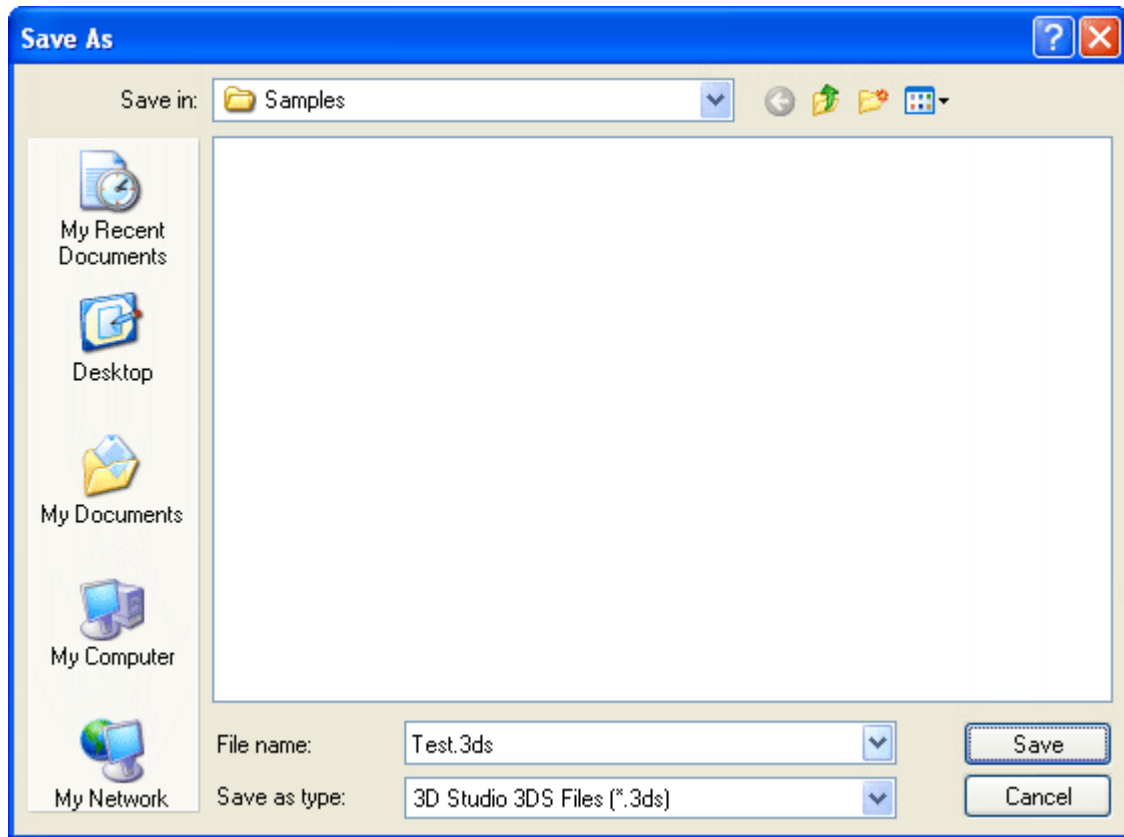 Save As
Save in: Samples
My Recent
Documents
Desktop
My Documents
My Computer
My Network
File name: Test.3ds Save
Save as type: 3D Studio 3DS Files (*.3ds) Cancel